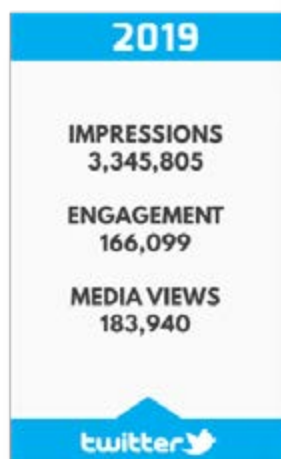 2019
IMPRESSIONS
3,345,805
ENGAGEMENT
166,099
MEDIA VIEWS
183,940
twitter